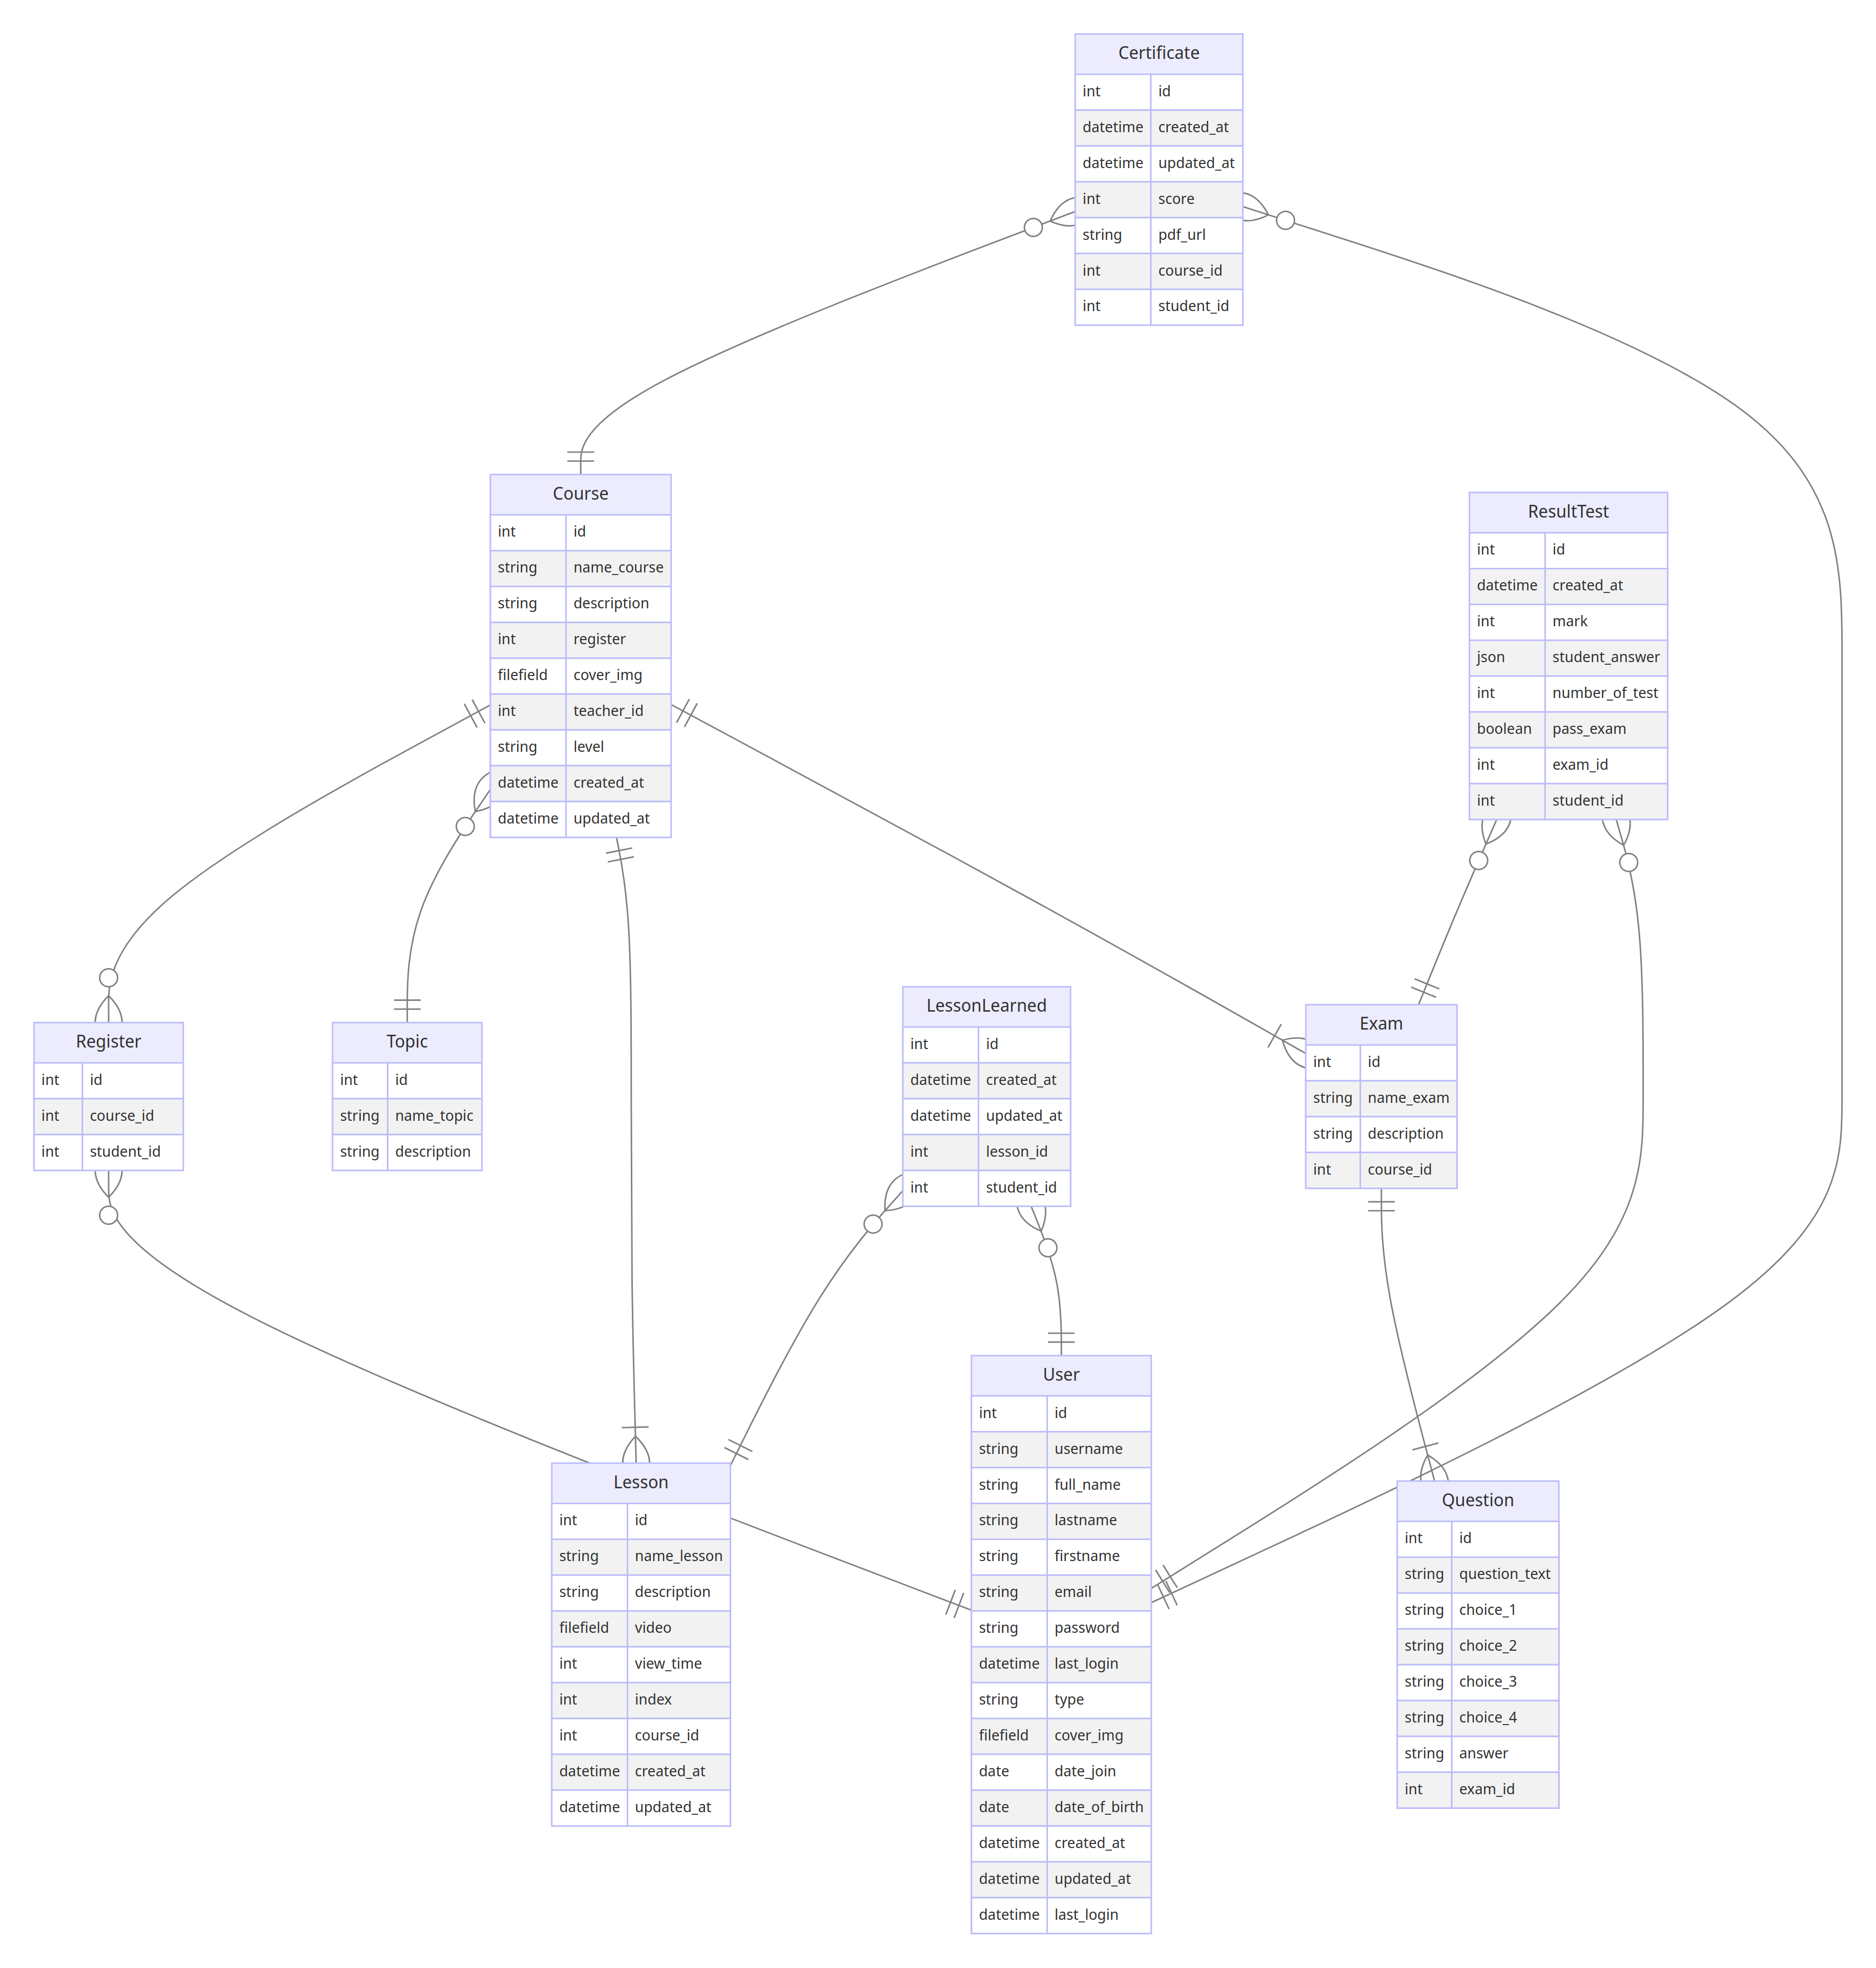 Certificate
int id
datetime created_at
datetime updated_at
int score
string pdf_url
int course_id
int student_id
Course
int id
string name_course
string description
int register
filefield cover_img
int teacher_id
string level
datetime created_at
datetime updated_at
ResultTest
int id
datetime created_at
int mark
json student_answer
int number_of_test
boolean pass_exam
int exam_id
int student_id
Register
int id
int course_id
int student_id
Topic
int id
string name_topic
string description
LessonLearned
int id
datetime created_at
datetime updated_at
int lesson_id
int student_id
Exam
int id
string name_exam
string description
int course_id
Lesson
int id
string name_lesson
string description
filefield video
int view_time
int index
int course_id
datetime created_at
datetime updated_at
User
int id
string username
string full_name
string lastname
string firstname
string email
string password
datetime last_login
string type
filefield cover_img
date date_join
date date_of_birth
datetime created_at
datetime updated_at
datetime last_login
Question
int id
string question_text
string choice_1
string choice_2
string choice_3
string choice_4
string answer
int exam_id